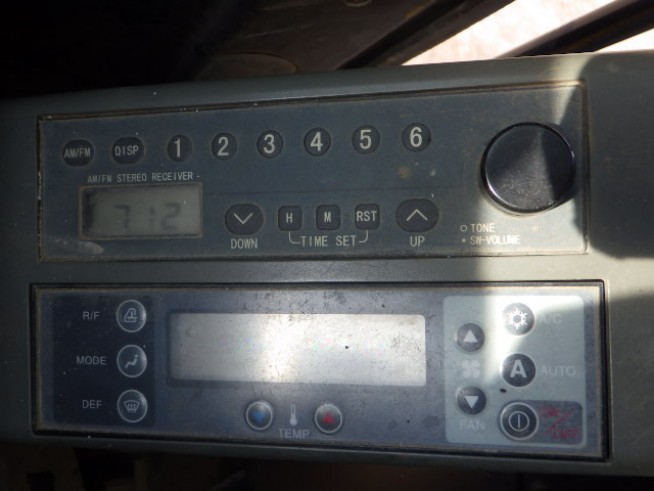 AM/FM DISP 1 2 3 4 5 6
AM/FM STEREO RECEIVER
7:12
H M RST
DOWN TIME SET UP
TONE
SW-VOLUME
R/F
MODE
DEF
TEMP
A/C
A AUTO
FAN